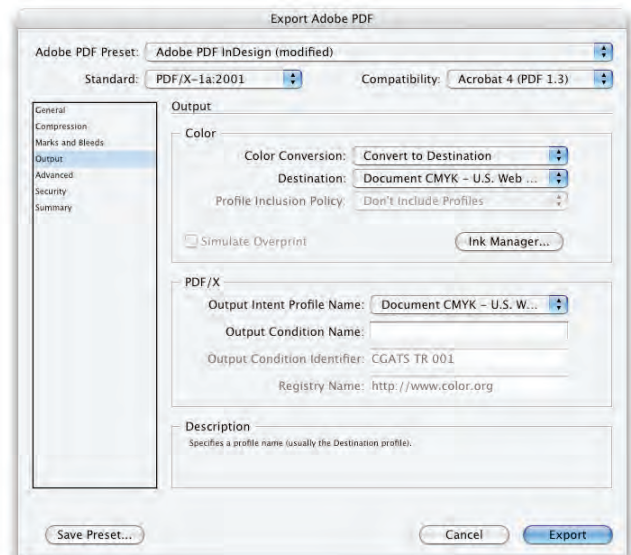 Export Adobe PDF
Adobe PDF Preset: Adobe PDF InDesign (modified)
Standard: PDF/X-1a:2001 Compatibility: Acrobat 4 (PDF 1.3)
General
Compression
Marks and Bleeds
Output
Advanced
Security
Summary
Output
Color
Color Conversion: Convert to Destination
Destination: Document CMYK - U.S. Web ...
Profile Inclusion Policy: Don't Include Profiles
Simulate Overprint Ink Manager...
PDF/X
Output Intent Profile Name: Document CMYK - U.S. W...
Output Condition Name:
Output Condition Identifier: CGATS TR 001
Registry Name: http://www.color.org
Description
Specifies a profile name (usually the Destination profile).
Save Preset... Cancel Export